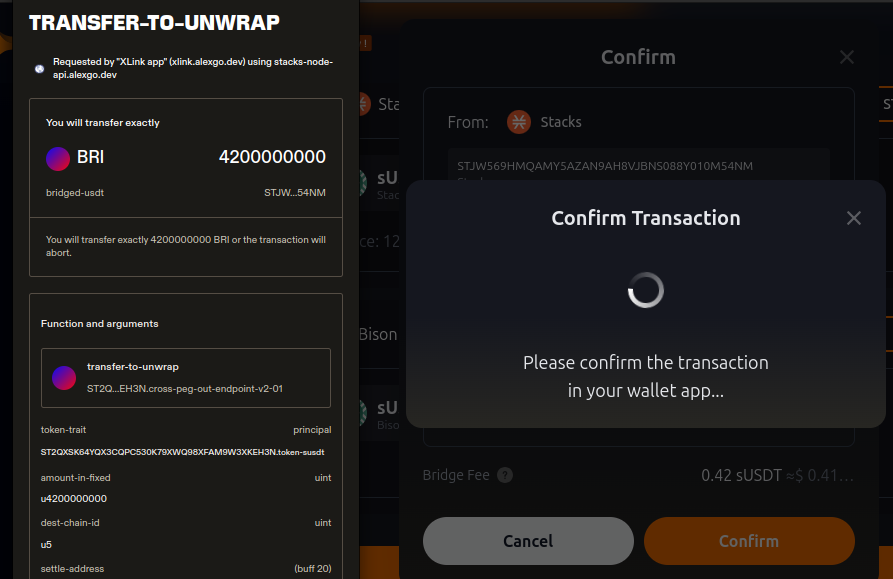 TRANSFER-TO-UNWRAP
Requested by "XLink app" (xlink.alexgo.dev) using stacks-node-
api.alexgo.dev
You will transfer exactly
BRI 4200000000
bridged-usdt STJW...54NM
You will transfer exactly 4200000000 BRI or the transaction will
abort.
Function and arguments
transfer-to-unwrap
ST2Q...EH3N.cross-peg-out-endpoint-v2-01
token-trait principal
ST2QXSK64YQX3CQPC530K79XWQ98XFAM9W3XKEH3N.token-susdt
amount-in-fixed uint
u4200000000
dest-chain-id uint
u5
settle-address (buff 20)
Sta
sU
Stac
ce: 12
Bison
sU
Biso
Confirm
From: Stacks
STJW569HMQAMY5AZAN9AH8VJBNS088Y010M54NM
Confirm Transaction
Please confirm the transaction
in your wallet app...
Bridge Fee ? 0.42 sUSDT ≈$ 0.41...
Cancel Confirm
ST